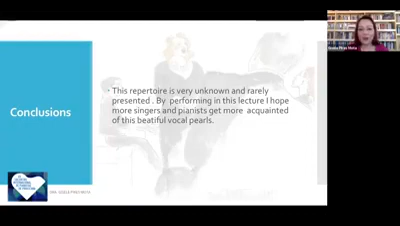 Conclusions
This repertoire is very unknown and rarely
presented . By performing in this lecture I hope
more singers and pianists get more acquainted
of this beatiful vocal pearls.